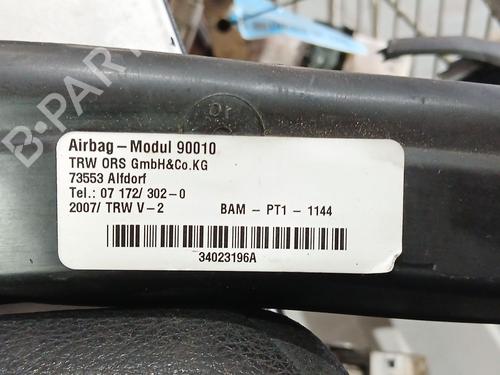 B-PARTS
Airbag-Modul 90010
TRW ORS GmbH&Co.KG
73553 Alfdorf
Tel.: 07 172/ 302-0
2007/ TRW V-2 BAM - PT1 - 1144
34023196A